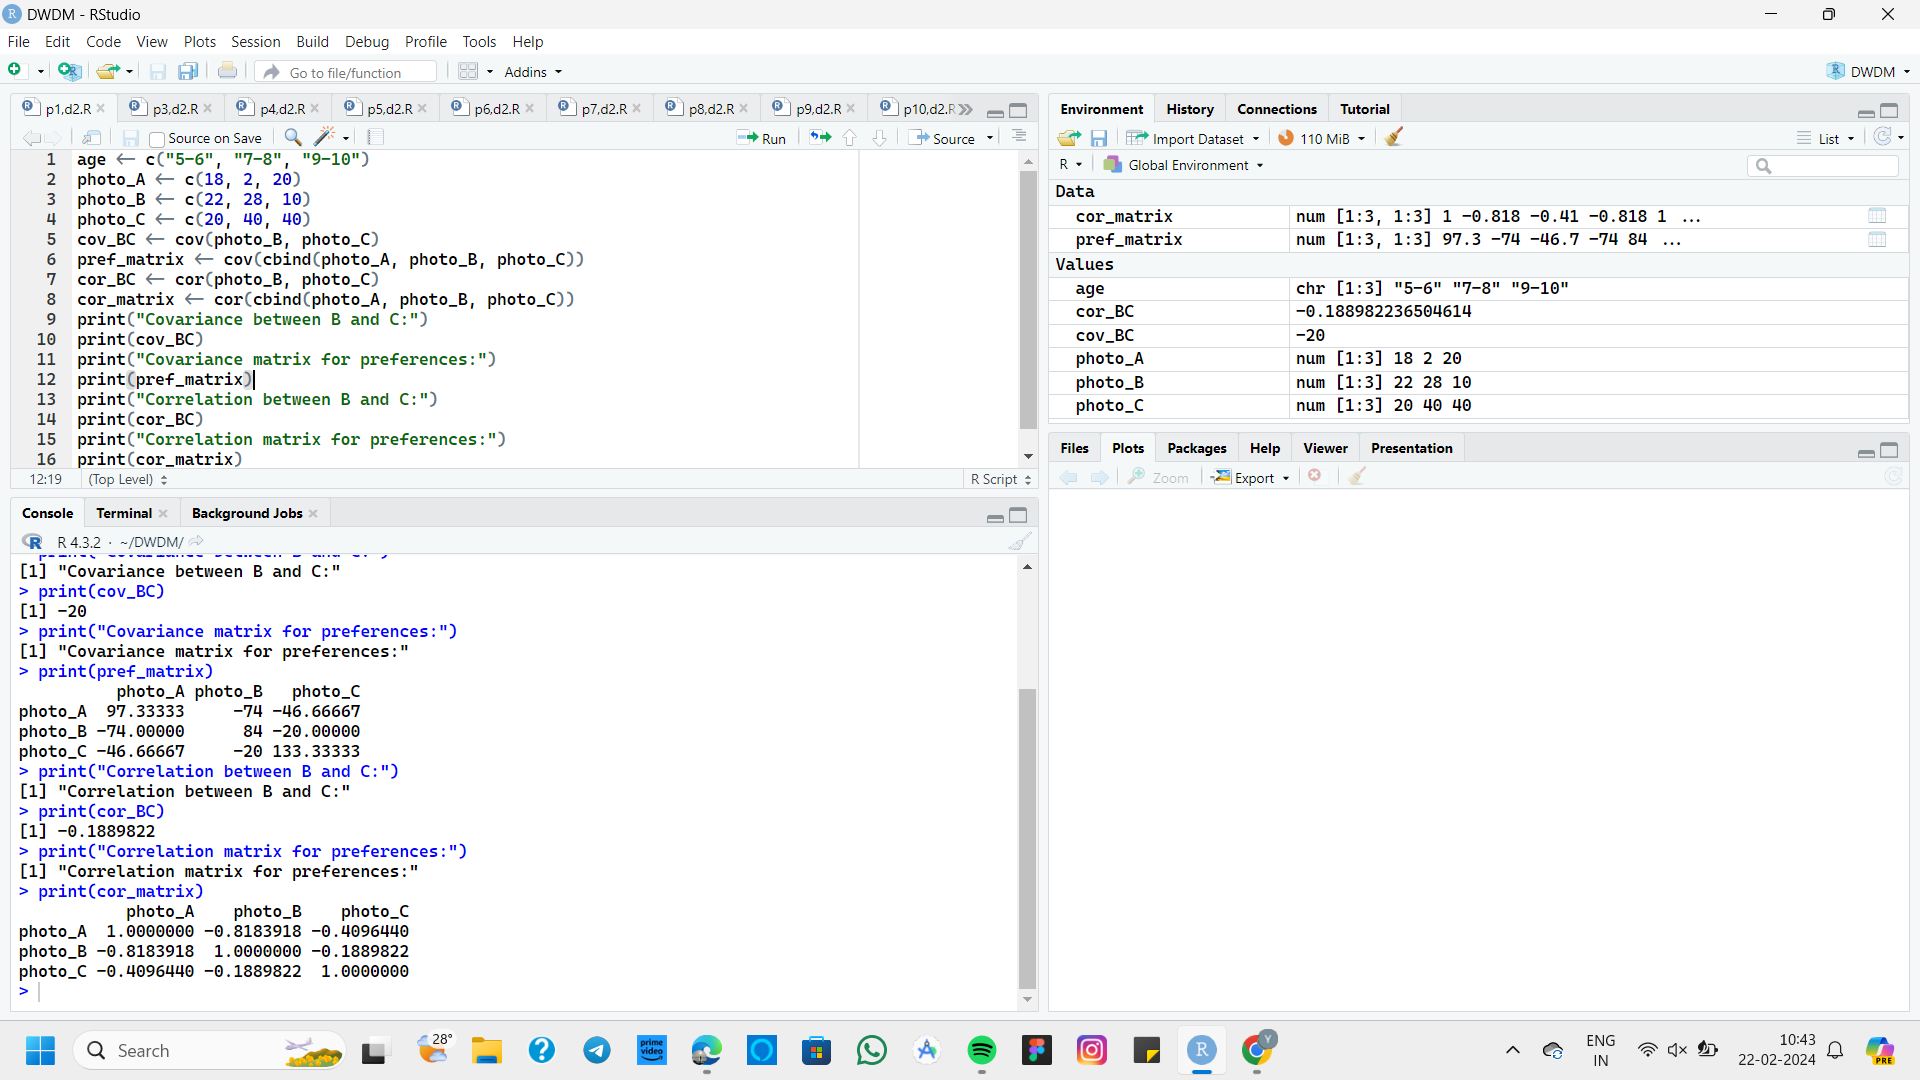 DWDM - RStudio
File Edit Code View Plots Session Build Debug Profile Tools Help
Go to file/function Addins DWDM
p1,d2.R p3,d2.R p4,d2.R p5,d2.R p6,d2.R p7,d2.R p8,d2.R p9,d2.R p10,d2.R
Source on Save Run Source
1 age <- c("5-6", "7-8", "9-10")
2 photo_A <- c(18, 2, 20)
3 photo_B <- c(22, 28, 10)
4 photo_C <- c(20, 40, 40)
5 cov_BC <- cov(photo_B, photo_C)
6 pref_matrix <- cov(cbind(photo_A, photo_B, photo_C))
7 cor_BC <- cor(photo_B, photo_C)
8 cor_matrix <- cor(cbind(photo_A, photo_B, photo_C))
9 print("Covariance between B and C:")
10 print(cov_BC)
11 print("Covariance matrix for preferences:")
12 print(pref_matrix)
13 print("Correlation between B and C:")
14 print(cor_BC)
15 print("Correlation matrix for preferences:")
16 print(cor_matrix)
12:19 (Top Level) R Script
Console Terminal Background Jobs
R 4.3.2 · ~/DWDM/
[1] "Covariance between B and C:"
> print(cov_BC)
[1] -20
> print("Covariance matrix for preferences:")
[1] "Covariance matrix for preferences:"
> print(pref_matrix)
photo_A photo_B photo_C
photo_A 97.33333 -74 -46.66667
photo_B -74.00000 84 -20.00000
photo_C -46.66667 -20 133.33333
> print("Correlation between B and C:")
[1] "Correlation between B and C:"
> print(cor_BC)
[1] -0.1889822
> print("Correlation matrix for preferences:")
[1] "Correlation matrix for preferences:"
> print(cor_matrix)
photo_A photo_B photo_C
photo_A 1.0000000 -0.8183918 -0.4096440
photo_B -0.8183918 1.0000000 -0.1889822
photo_C -0.4096440 -0.1889822 1.0000000
>
Environment History Connections Tutorial
Import Dataset 110 MiB List
R Global Environment
Data
cor_matrix num [1:3, 1:3] 1 -0.818 -0.41 -0.818 1 ...
pref_matrix num [1:3, 1:3] 97.3 -74 -46.7 -74 84 ...
Values
age chr [1:3] "5-6" "7-8" "9-10"
cor_BC -0.188982236504614
cov_BC -20
photo_A num [1:3] 18 2 20
photo_B num [1:3] 22 28 10
photo_C num [1:3] 20 40 40
Files Plots Packages Help Viewer Presentation
Zoom Export
Search
28°
prime video
Y
PRE
ENG
IN
10:43
22-02-2024